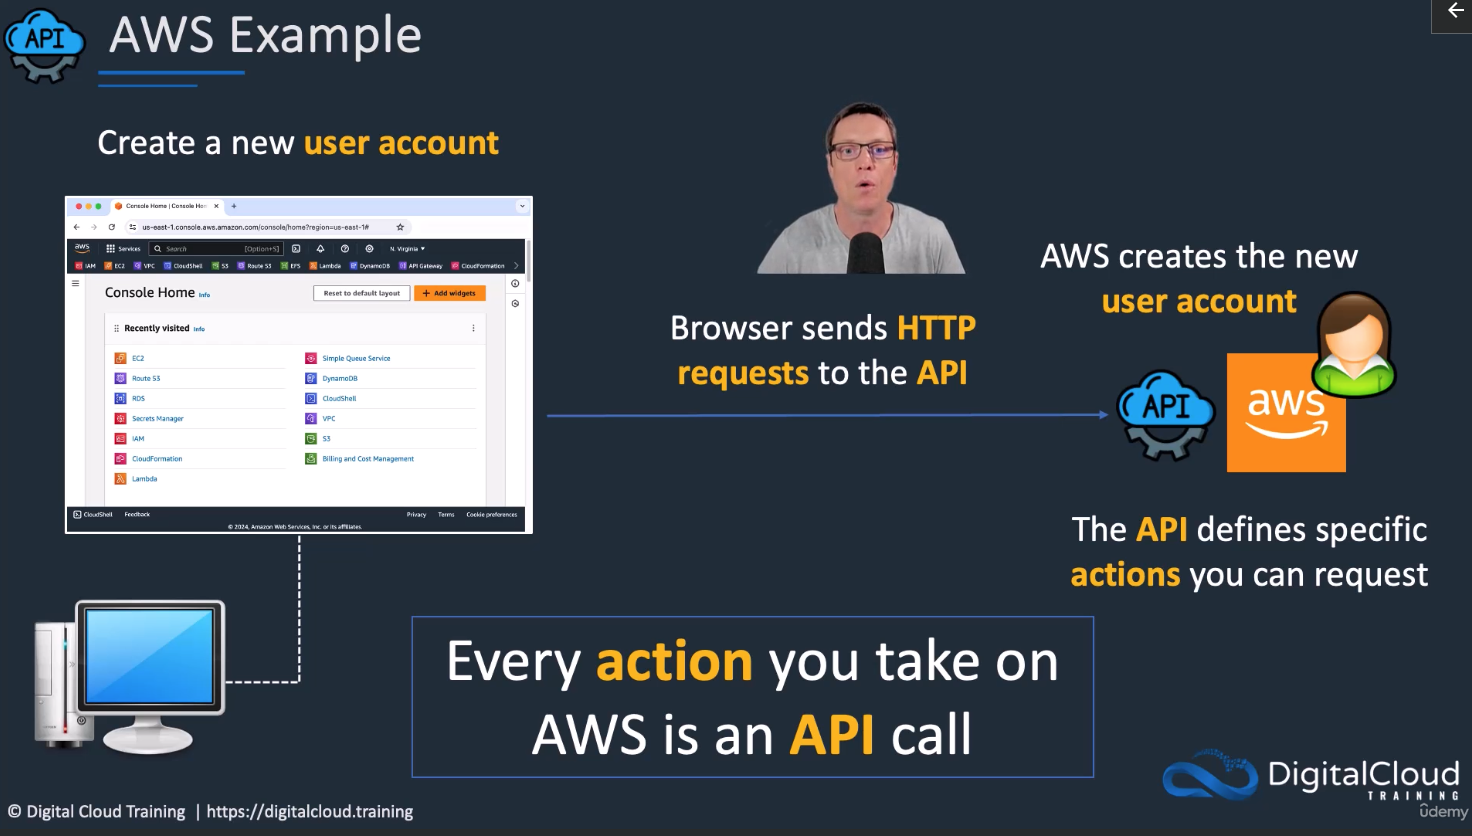 API
AWS Example
Create a new user account
Console Home | Console Hom
us-east-1.console.aws.amazon.com/console/home?region=us-east-1#
aws
Services
Search
[Option+S]
N. Virginia
IAM
EC2
VPC
CloudShell
S3
Route 53
EFS
Lambda
DynamoDB
API Gateway
CloudFormation
Console Home Info
Reset to default layout
+ Add widgets
Recently visited Info
EC2
Route 53
RDS
Secrets Manager
IAM
CloudFormation
Lambda
Simple Queue Service
DynamoDB
CloudShell
VPC
S3
Billing and Cost Management
CloudShell
Feedback
Privacy
Terms
Cookie preferences
© 2024, Amazon Web Services, Inc. or its affiliates.
Browser sends HTTP
requests to the API
AWS creates the new
user account
API
aws
The API defines specific
actions you can request
Every action you take on
AWS is an API call
DigitalCloud
TRAINING
ûdemy
© Digital Cloud Training | https://digitalcloud.training